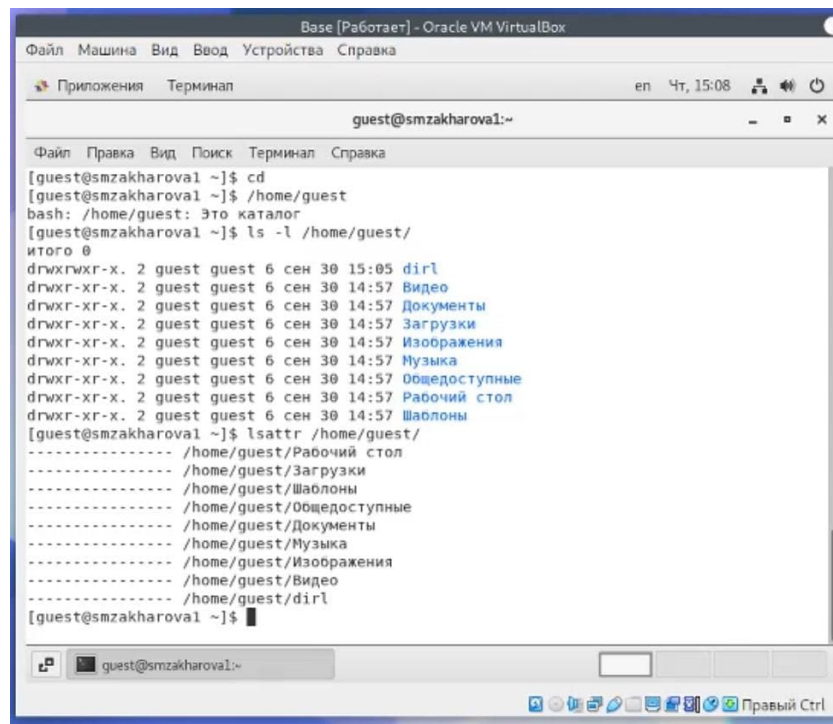 Base [Работает] - Oracle VM VirtualBox
Файл Машина Вид Ввод Устройства Справка
Приложения Терминал en Чт, 15:08
guest@smzakharova1:~
Файл Правка Вид Поиск Терминал Справка
[guest@smzakharova1 ~]$ cd
[guest@smzakharova1 ~]$ /home/guest
bash: /home/guest: Это каталог
[guest@smzakharova1 ~]$ ls -l /home/guest/
итого 0
drwxrwxr-x. 2 guest guest 6 сен 30 15:05 dirl
drwxr-xr-x. 2 guest guest 6 сен 30 14:57 Видео
drwxr-xr-x. 2 guest guest 6 сен 30 14:57 Документы
drwxr-xr-x. 2 guest guest 6 сен 30 14:57 Загрузки
drwxr-xr-x. 2 guest guest 6 сен 30 14:57 Изображения
drwxr-xr-x. 2 guest guest 6 сен 30 14:57 Музыка
drwxr-xr-x. 2 guest guest 6 сен 30 14:57 Общедоступные
drwxr-xr-x. 2 guest guest 6 сен 30 14:57 Рабочий стол
drwxr-xr-x. 2 guest guest 6 сен 30 14:57 Шаблоны
[guest@smzakharova1 ~]$ lsattr /home/guest/
---------------- /home/guest/Рабочий стол
---------------- /home/guest/Загрузки
---------------- /home/guest/Шаблоны
---------------- /home/guest/Общедоступные
---------------- /home/guest/Документы
---------------- /home/guest/Музыка
---------------- /home/guest/Изображения
---------------- /home/guest/Видео
---------------- /home/guest/dirl
[guest@smzakharova1 ~]$
guest@smzakharova1:~
Правый Ctrl